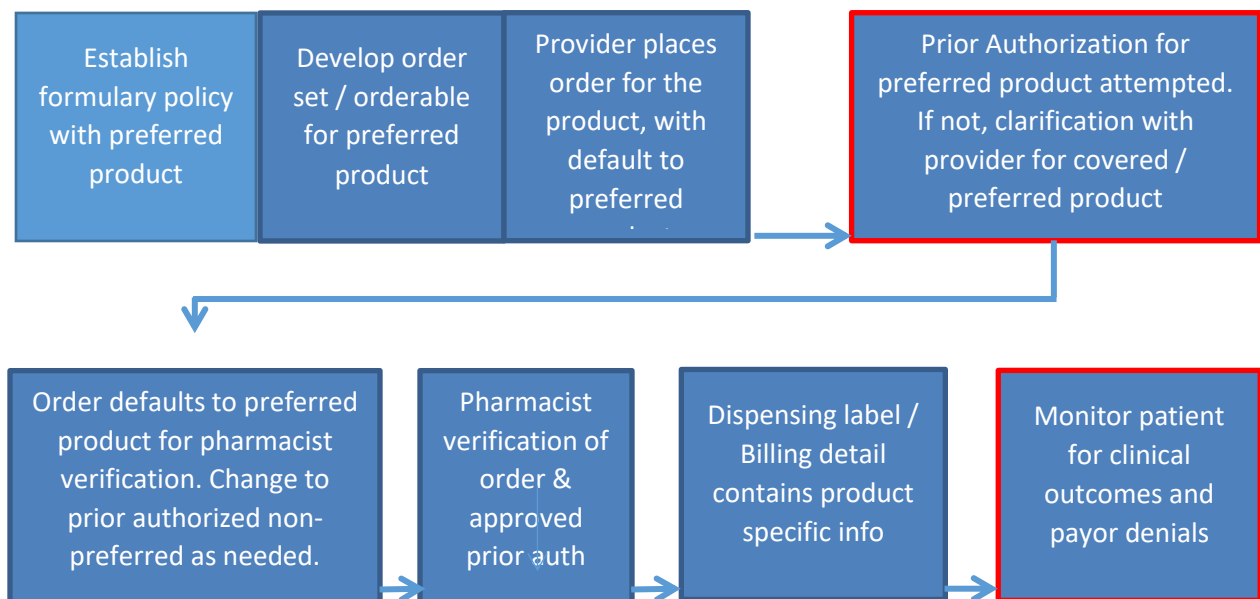 Establish
formulary policy
with preferred
product
Develop order
set / orderable
for preferred
product
Provider places
order for the
product, with
default to
preferred
Prior Authorization for
preferred product attempted.
If not, clarification with
provider for covered /
preferred product
Order defaults to preferred
product for pharmacist
verification. Change to
prior authorized non-
preferred as needed.
Pharmacist
verification of
order &
approved
prior auth
Dispensing label /
Billing detail
contains product
specific info
Monitor patient
for clinical
outcomes and
payor denials